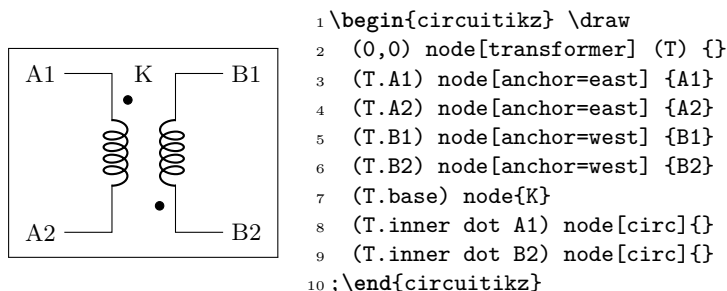 A1 K B1
A2 B2
1 \begin{circuitikz} \draw
2 (0,0) node[transformer] (T) {}
3 (T.A1) node[anchor=east] {A1}
4 (T.A2) node[anchor=east] {A2}
5 (T.B1) node[anchor=west] {B1}
6 (T.B2) node[anchor=west] {B2}
7 (T.base) node{K}
8 (T.inner dot A1) node[circ]{}
9 (T.inner dot B2) node[circ]{}
10 ;\end{circuitikz}